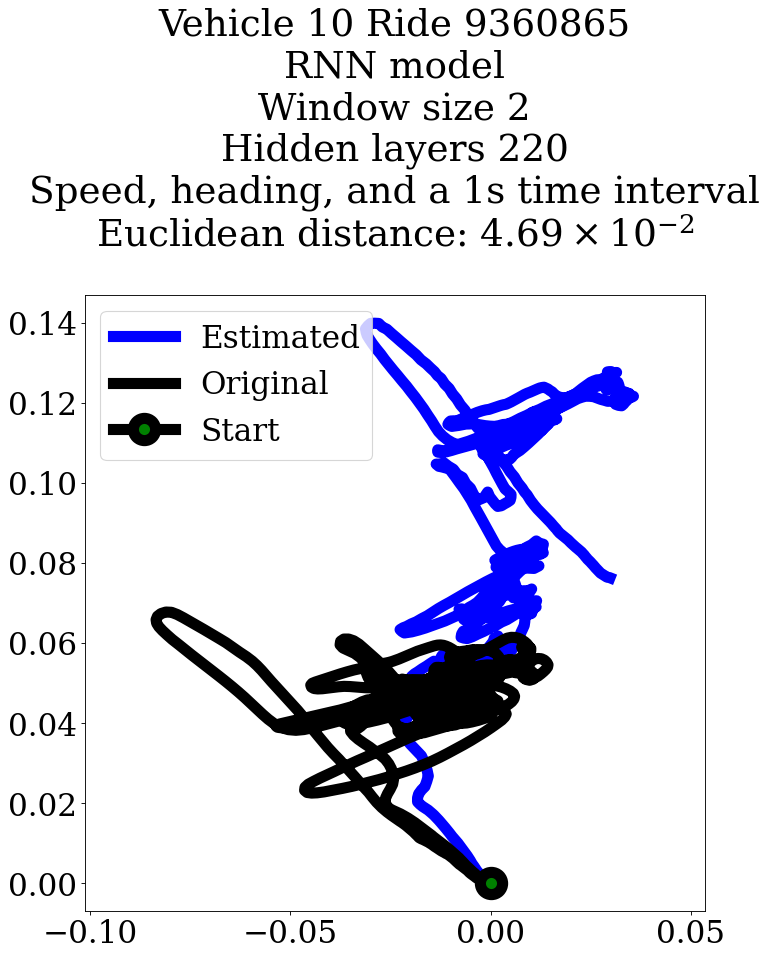 Vehicle 10 Ride 9360865
RNN model
Window size 2
Hidden layers 220
Speed, heading, and a 1s time interval
Euclidean distance: 4.69 × 10⁻²
Estimated
Original
Start
0.14
0.12
0.10
0.08
0.06
0.04
0.02
0.00
−0.10
−0.05
0.00
0.05